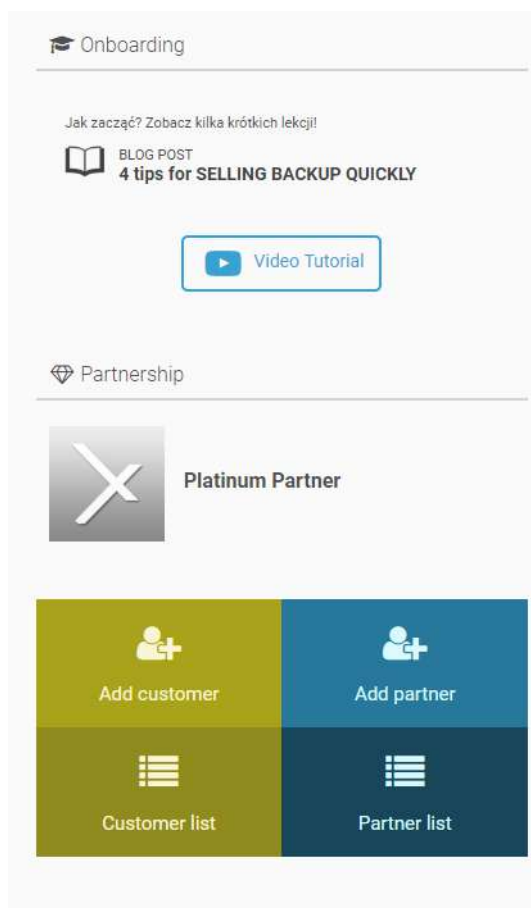 Onboarding
Jak zacząć? Zobacz kilka krótkich lekcji!
BLOG POST
4 tips for SELLING BACKUP QUICKLY
Video Tutorial
Partnership
Platinum Partner
Add customer
Add partner
Customer list
Partner list